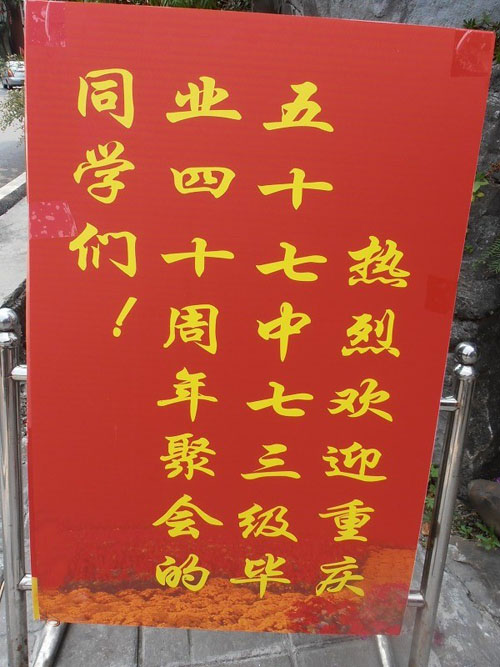 热烈欢迎重庆
五十七中七三级毕
业四十周年聚会的
同学们！